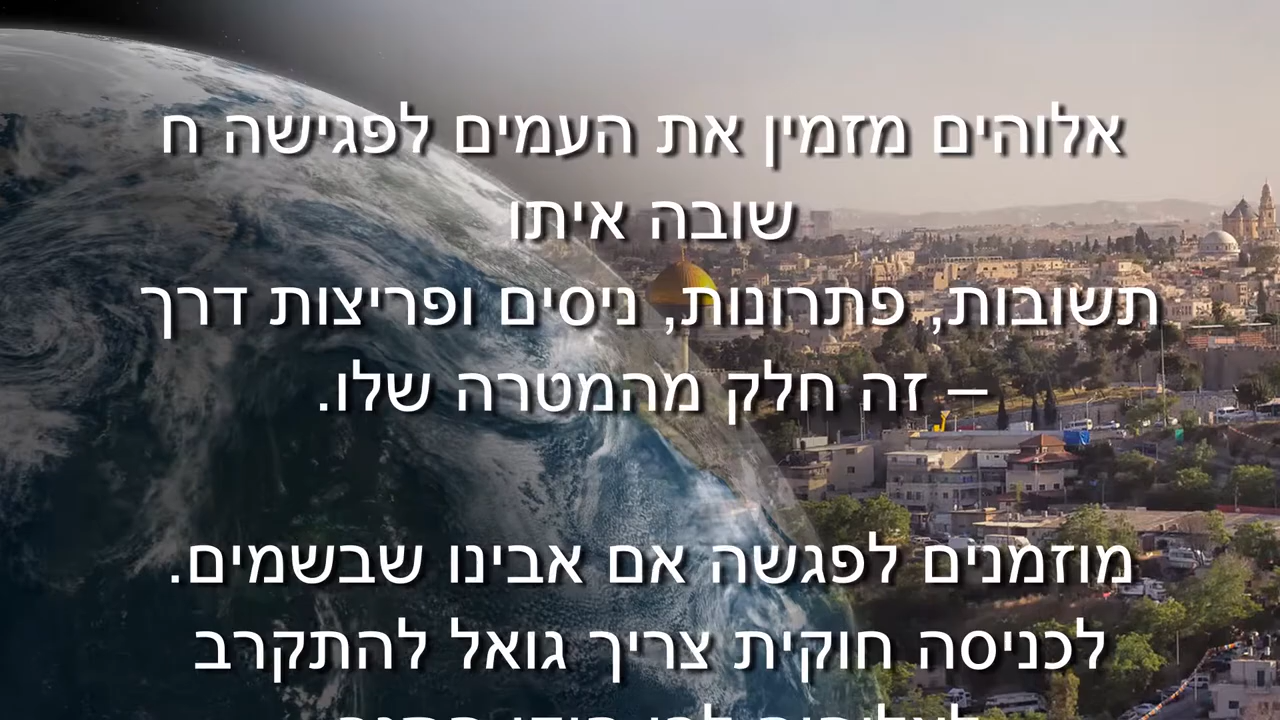 אלוהים מזמין את העמים לפגישה ח
שובה איתו
תשובות, פתרונות, ניסים ופריצות דרך
– זה חלק מהמטרה שלו.
מוזמנים לפגשה אם אבינו שבשמים.
לכניסה חוקית צריך גואל להתקרב